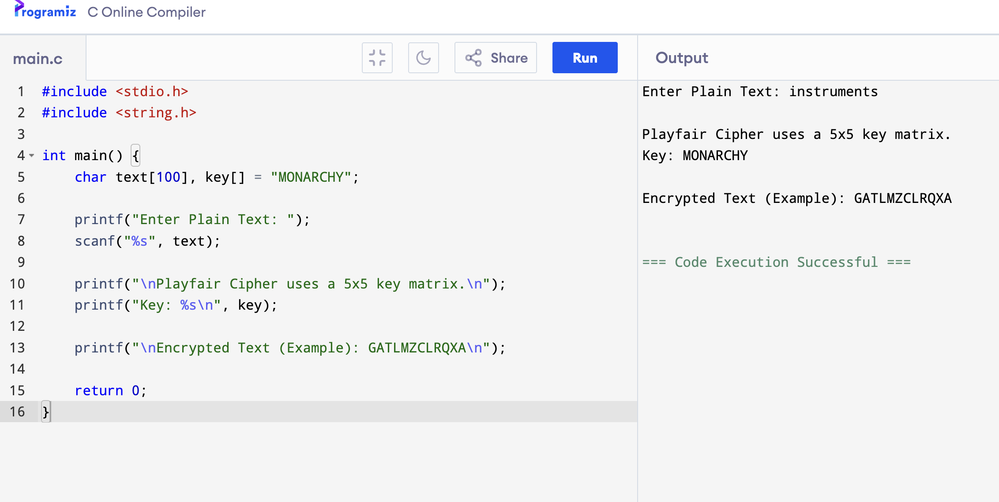 Programiz C Online Compiler
main.c
Share
Run
Output
1 #include <stdio.h>
2 #include <string.h>
3
4 int main() {
5     char text[100], key[] = "MONARCHY";
6
7     printf("Enter Plain Text: ");
8     scanf("%s", text);
9
10     printf("\nPlayfair Cipher uses a 5x5 key matrix.\n");
11     printf("Key: %s\n", key);
12
13     printf("\nEncrypted Text (Example): GATLMZCLRQXA\n");
14
15     return 0;
16 }
Enter Plain Text: instruments
Playfair Cipher uses a 5x5 key matrix.
Key: MONARCHY
Encrypted Text (Example): GATLMZCLRQXA
=== Code Execution Successful ===